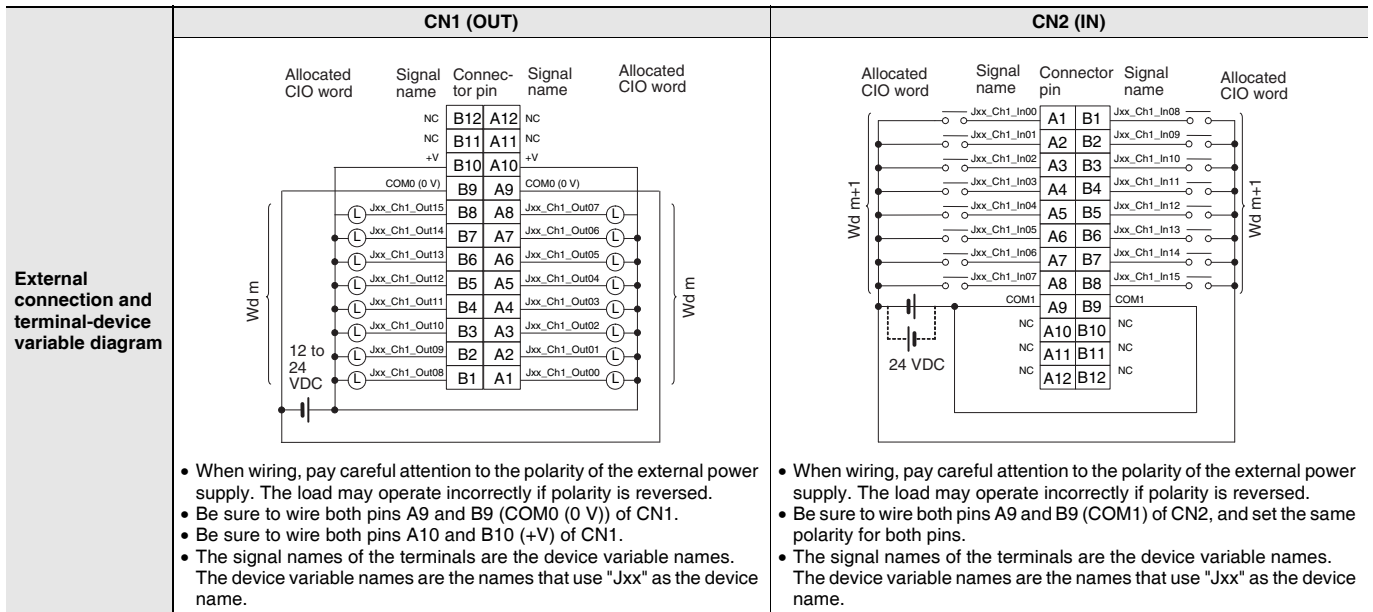 CN1 (OUT)
CN2 (IN)
External
connection and
terminal-device
variable diagram
Allocated
CIO word
Signal
name
Connec-
tor pin
Signal
name
Allocated
CIO word
NC B12 A12 NC
NC B11 A11 NC
+V B10 A10 +V
COM0 (0 V) B9 A9 COM0 (0 V)
L Jxx_Ch1_Out15 B8 A8 Jxx_Ch1_Out07 L
L Jxx_Ch1_Out14 B7 A7 Jxx_Ch1_Out06 L
L Jxx_Ch1_Out13 B6 A6 Jxx_Ch1_Out05 L
L Jxx_Ch1_Out12 B5 A5 Jxx_Ch1_Out04 L
L Jxx_Ch1_Out11 B4 A4 Jxx_Ch1_Out03 L
L Jxx_Ch1_Out10 B3 A3 Jxx_Ch1_Out02 L
L Jxx_Ch1_Out09 B2 A2 Jxx_Ch1_Out01 L
L Jxx_Ch1_Out08 B1 A1 Jxx_Ch1_Out00 L
Wd m
Wd m
12 to
24
VDC
• When wiring, pay careful attention to the polarity of the external power
supply. The load may operate incorrectly if polarity is reversed.
• Be sure to wire both pins A9 and B9 (COM0 (0 V)) of CN1.
• Be sure to wire both pins A10 and B10 (+V) of CN1.
• The signal names of the terminals are the device variable names.
The device variable names are the names that use "Jxx" as the device
name.
Allocated
CIO word
Signal
name
Connector
pin
Signal
name
Allocated
CIO word
Jxx_Ch1_In00 A1 B1 Jxx_Ch1_In08
Jxx_Ch1_In01 A2 B2 Jxx_Ch1_In09
Jxx_Ch1_In02 A3 B3 Jxx_Ch1_In10
Jxx_Ch1_In03 A4 B4 Jxx_Ch1_In11
Jxx_Ch1_In04 A5 B5 Jxx_Ch1_In12
Jxx_Ch1_In05 A6 B6 Jxx_Ch1_In13
Jxx_Ch1_In06 A7 B7 Jxx_Ch1_In14
Jxx_Ch1_In07 A8 B8 Jxx_Ch1_In15
COM1 A9 B9 COM1
NC A10 B10 NC
NC A11 B11 NC
NC A12 B12 NC
Wd m+1
Wd m+1
24 VDC
• When wiring, pay careful attention to the polarity of the external power
supply. The load may operate incorrectly if polarity is reversed.
• Be sure to wire both pins A9 and B9 (COM1) of CN2, and set the same
polarity for both pins.
• The signal names of the terminals are the device variable names.
The device variable names are the names that use "Jxx" as the device
name.